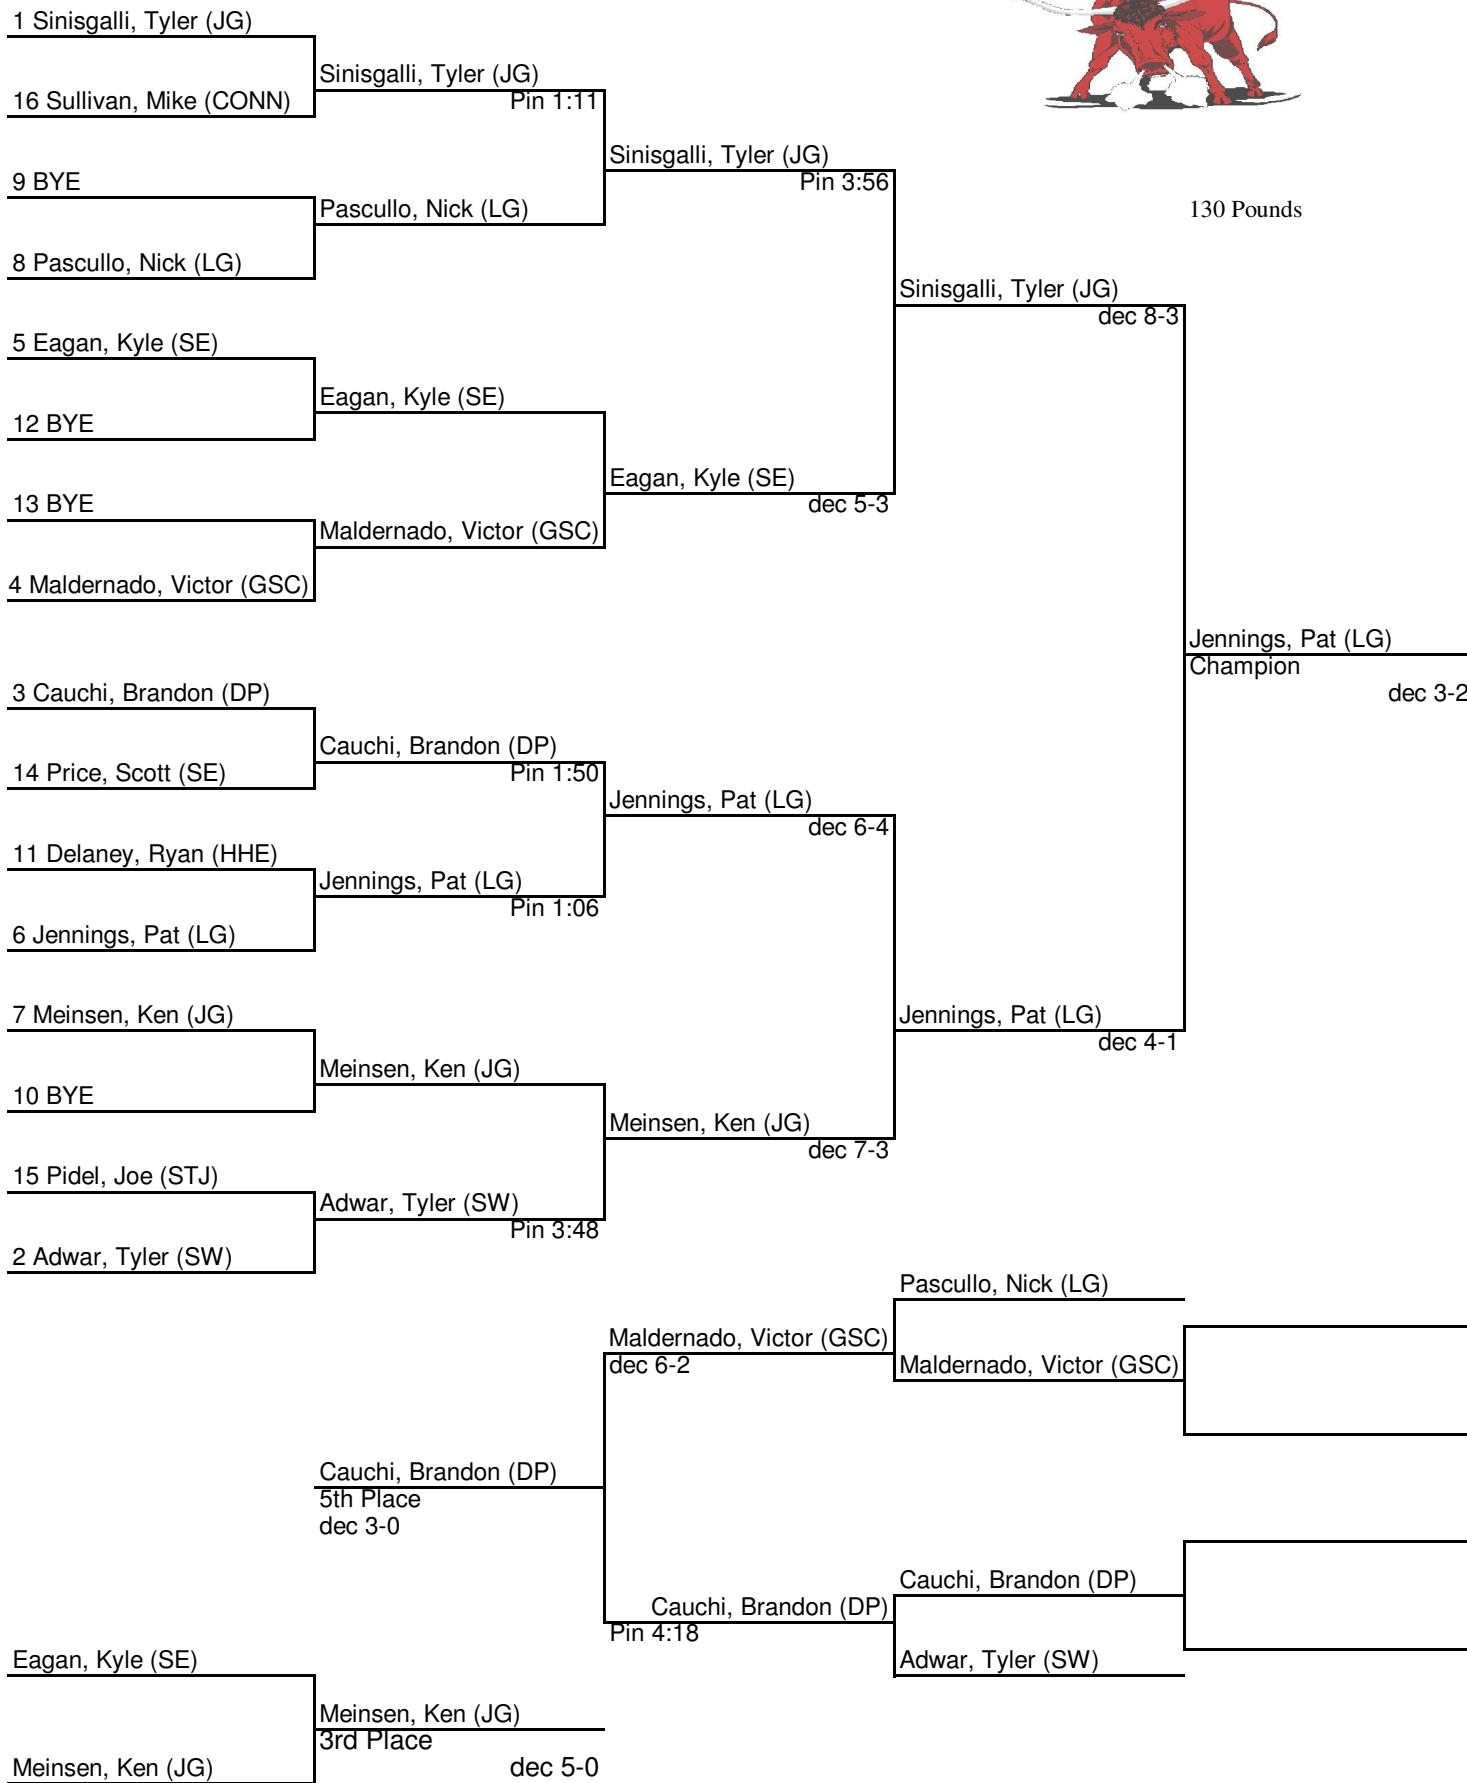 1 Sinisgalli, Tyler (JG)
Sinisgalli, Tyler (JG)
16 Sullivan, Mike (CONN)
Pin 1:11
Sinisgalli, Tyler (JG)
9 BYE
Pin 3:56
Pascullo, Nick (LG)
130 Pounds
8 Pascullo, Nick (LG)
Sinisgalli, Tyler (JG)
dec 8-3
5 Eagan, Kyle (SE)
Eagan, Kyle (SE)
12 BYE
Eagan, Kyle (SE)
13 BYE
dec 5-3
Maldernado, Victor (GSC)
4 Maldernado, Victor (GSC)
Jennings, Pat (LG)
Champion
3 Cauchi, Brandon (DP)
dec 3-2
Cauchi, Brandon (DP)
14 Price, Scott (SE)
Pin 1:50
Jennings, Pat (LG)
dec 6-4
11 Delaney, Ryan (HHE)
Jennings, Pat (LG)
Pin 1:06
6 Jennings, Pat (LG)
7 Meinsen, Ken (JG)
Jennings, Pat (LG)
dec 4-1
Meinsen, Ken (JG)
10 BYE
Meinsen, Ken (JG)
dec 7-3
15 Pidel, Joe (STJ)
Adwar, Tyler (SW)
Pin 3:48
2 Adwar, Tyler (SW)
Pascullo, Nick (LG)
Maldernado, Victor (GSC)
dec 6-2
Maldernado, Victor (GSC)
Cauchi, Brandon (DP)
5th Place
dec 3-0
Cauchi, Brandon (DP)
Cauchi, Brandon (DP)
Pin 4:18
Eagan, Kyle (SE)
Adwar, Tyler (SW)
Meinsen, Ken (JG)
3rd Place
Meinsen, Ken (JG)
dec 5-0